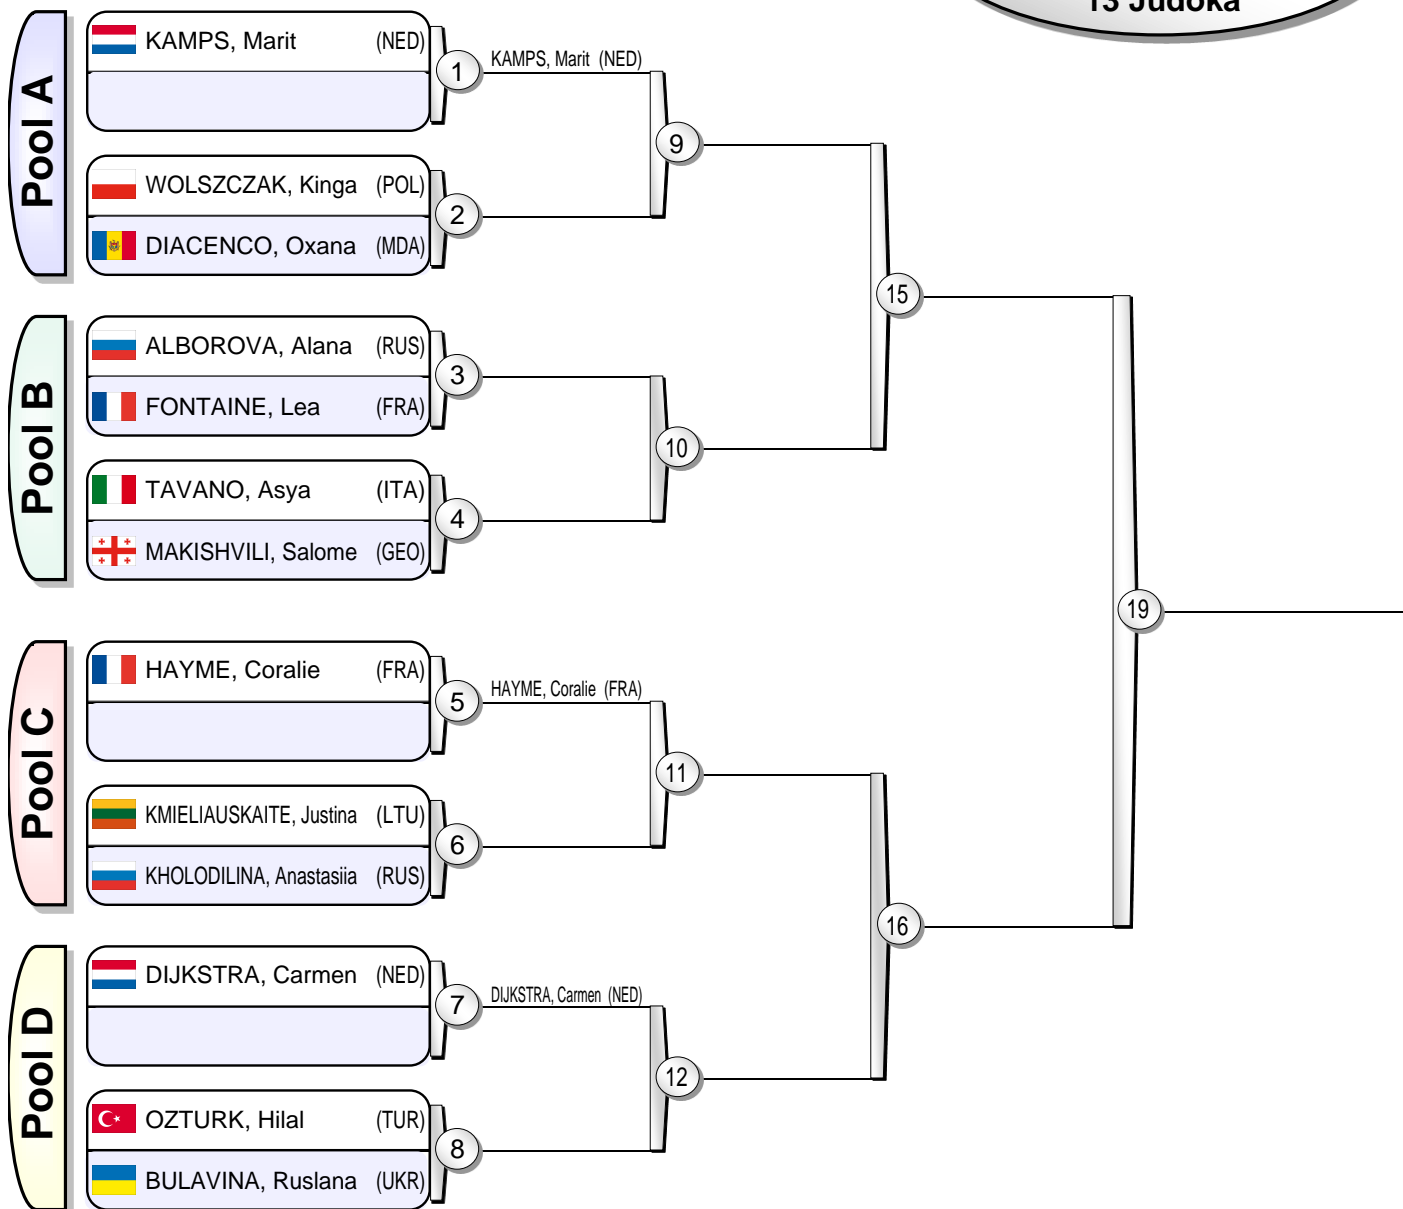 13 Judoka
Pool A
KAMPS, Marit (NED)
1
KAMPS, Marit (NED)
9
WOLSZCZAK, Kinga (POL)
2
DIACENCO, Oxana (MDA)
15
Pool B
ALBOROVA, Alana (RUS)
3
FONTAINE, Lea (FRA)
10
TAVANO, Asya (ITA)
4
MAKISHVILI, Salome (GEO)
19
Pool C
HAYME, Coralie (FRA)
5
HAYME, Coralie (FRA)
11
KMIELIAUSKAITE, Justina (LTU)
6
KHOLODILINA, Anastasiia (RUS)
16
Pool D
DIJKSTRA, Carmen (NED)
7
DIJKSTRA, Carmen (NED)
12
OZTURK, Hilal (TUR)
8
BULAVINA, Ruslana (UKR)